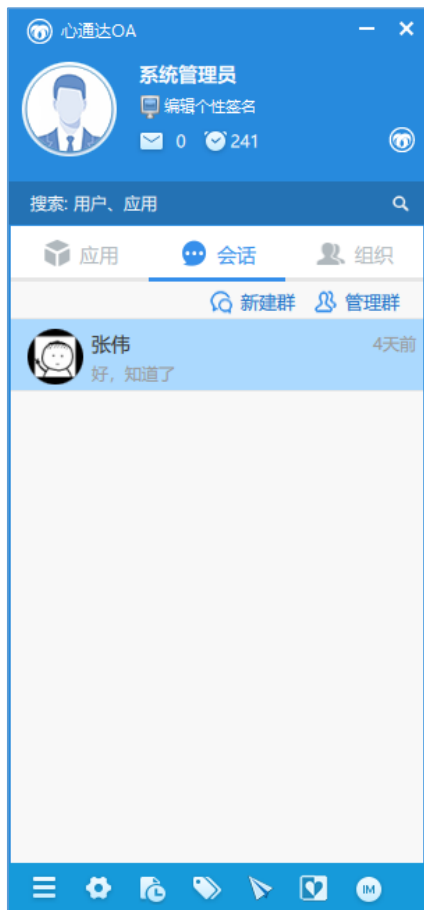 心通达OA
系统管理员
编辑个性签名
0 241
搜索: 用户、应用
应用 会话 组织
新建群 管理群
张伟 4天前
好，知道了
IM